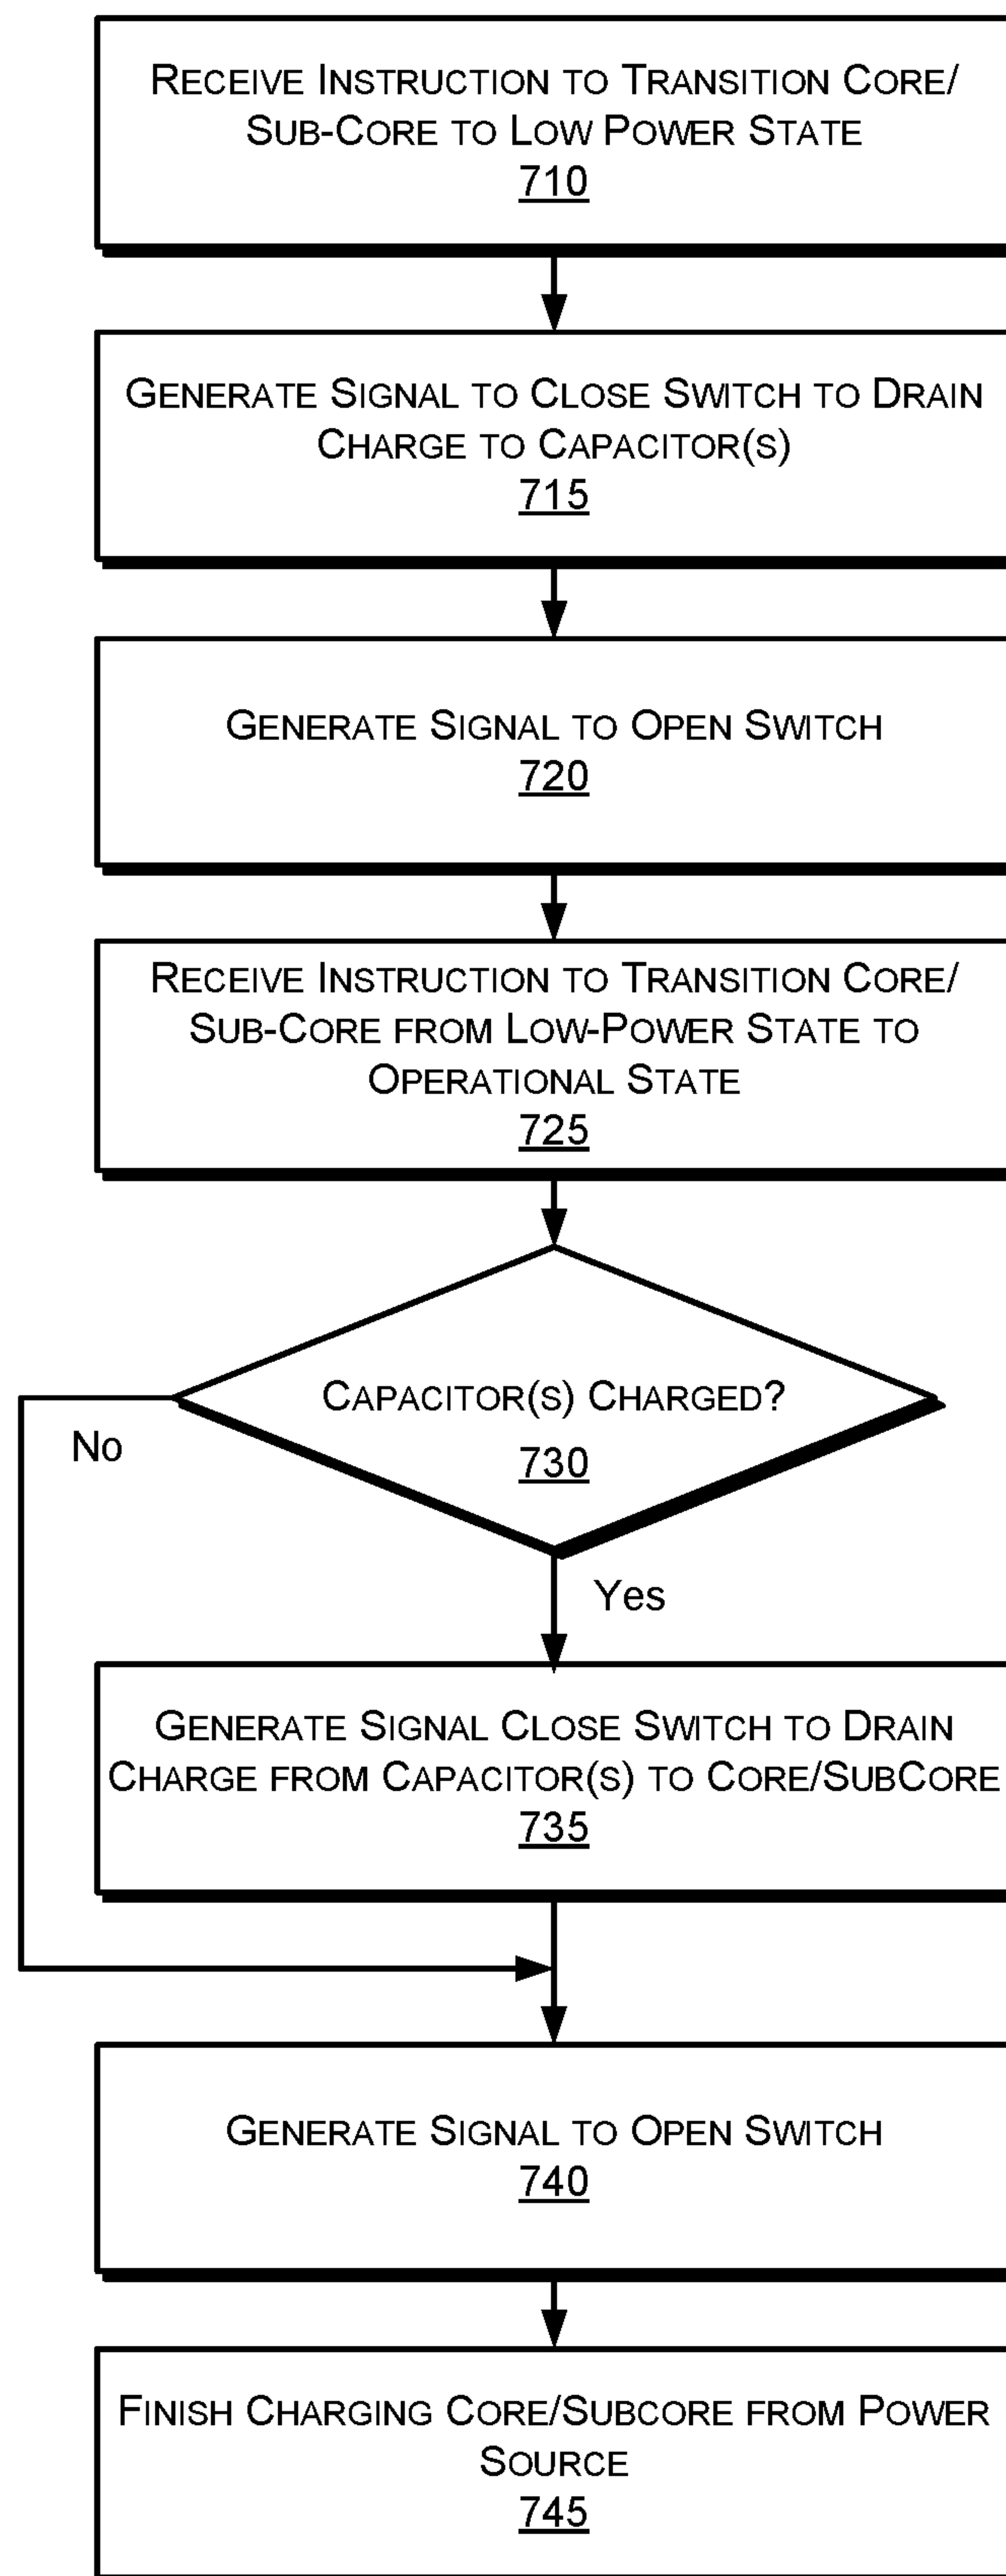 Receive Instruction to Transition Core/
Sub-Core to Low Power State
710
Generate Signal to Close Switch to Drain
Charge to Capacitor(s)
715
Generate Signal to Open Switch
720
Receive Instruction to Transition Core/
Sub-Core from Low-Power State to
Operational State
725
Capacitor(s) Charged?
730
No
Yes
Generate Signal Close Switch to Drain
Charge from Capacitor(s) to Core/SubCore
735
Generate Signal to Open Switch
740
Finish Charging Core/Subcore from Power
Source
745